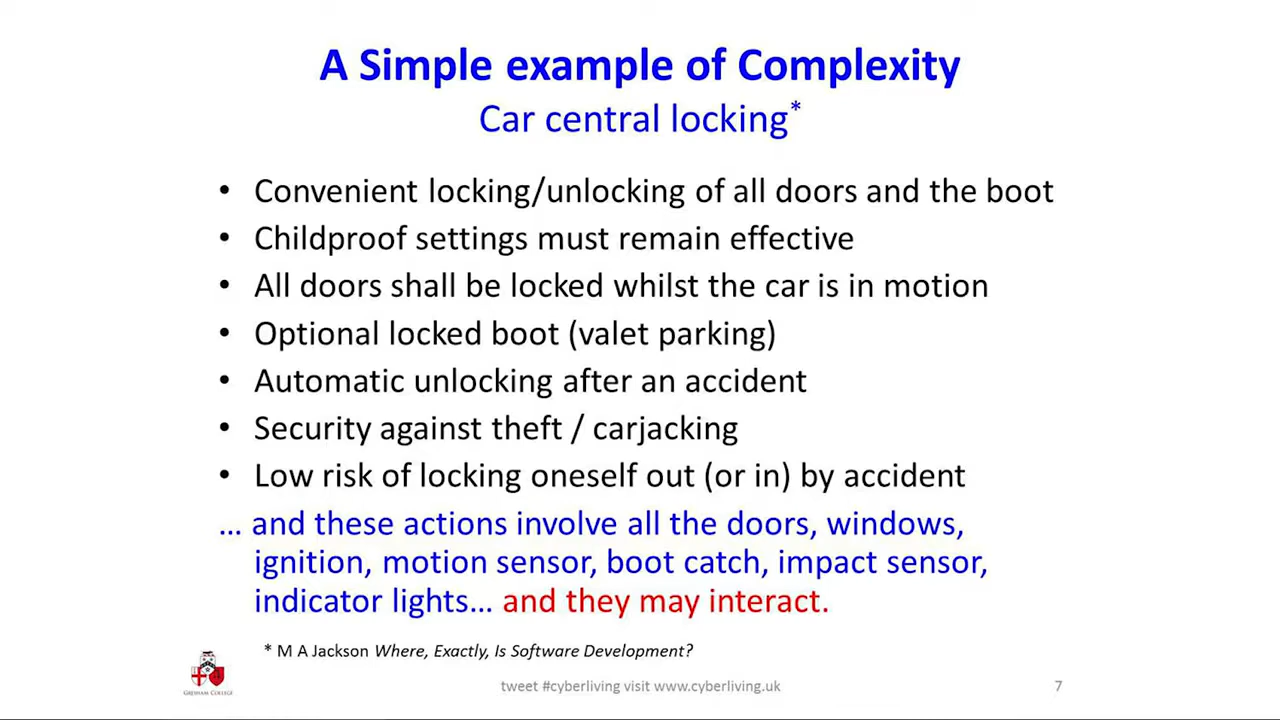 A Simple example of Complexity
Car central locking*
• Convenient locking/unlocking of all doors and the boot
• Childproof settings must remain effective
• All doors shall be locked whilst the car is in motion
• Optional locked boot (valet parking)
• Automatic unlocking after an accident
• Security against theft / carjacking
• Low risk of locking oneself out (or in) by accident
... and these actions involve all the doors, windows,
ignition, motion sensor, boot catch, impact sensor,
indicator lights... and they may interact.
* M A Jackson Where, Exactly, Is Software Development?
GRESHAM COLLEGE
tweet #cyberliving visit www.cyberliving.uk
7